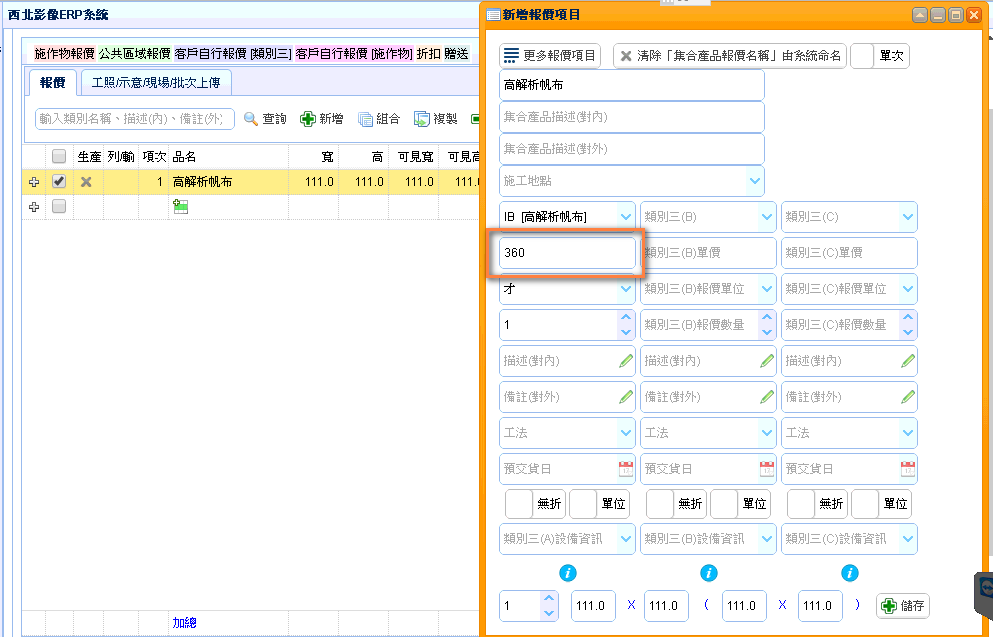 西北影像ERP系統
施作物報價 公共區域報價 客戶自行報價 [類別三] 客戶自行報價 [施作物] 折扣 贈送
報價 工照/示意/現場/批次上傳
輸入類別名稱、描述(內)、備註(外) 查詢 新增 組合 複製
生產 列/輸 項次 品名 寬 高 可見寬 可見高
1 高解析帆布 111.0 111.0 111.0 111.
加總
新增報價項目
更多報價項目 清除「集合產品報價名稱」由系統命名 單次
高解析帆布
集合產品描述(對內)
集合產品描述(對外)
施工地點
IB [高解析帆布] 類別三(B) 類別三(C)
360 類別三(B)單價 類別三(C)單價
才 類別三(B)報價單位 類別三(C)報價單位
1 類別三(B)報價數量 類別三(C)報價數量
描述(對內) 描述(對內) 描述(對內)
備註(對外) 備註(對外) 備註(對外)
工法 工法 工法
預交貨日 預交貨日 預交貨日
無折 單位 無折 單位 無折 單位
類別三(A)設備資訊 類別三(B)設備資訊 類別三(C)設備資訊
1 111.0 X 111.0 ( 111.0 X 111.0 ) 儲存